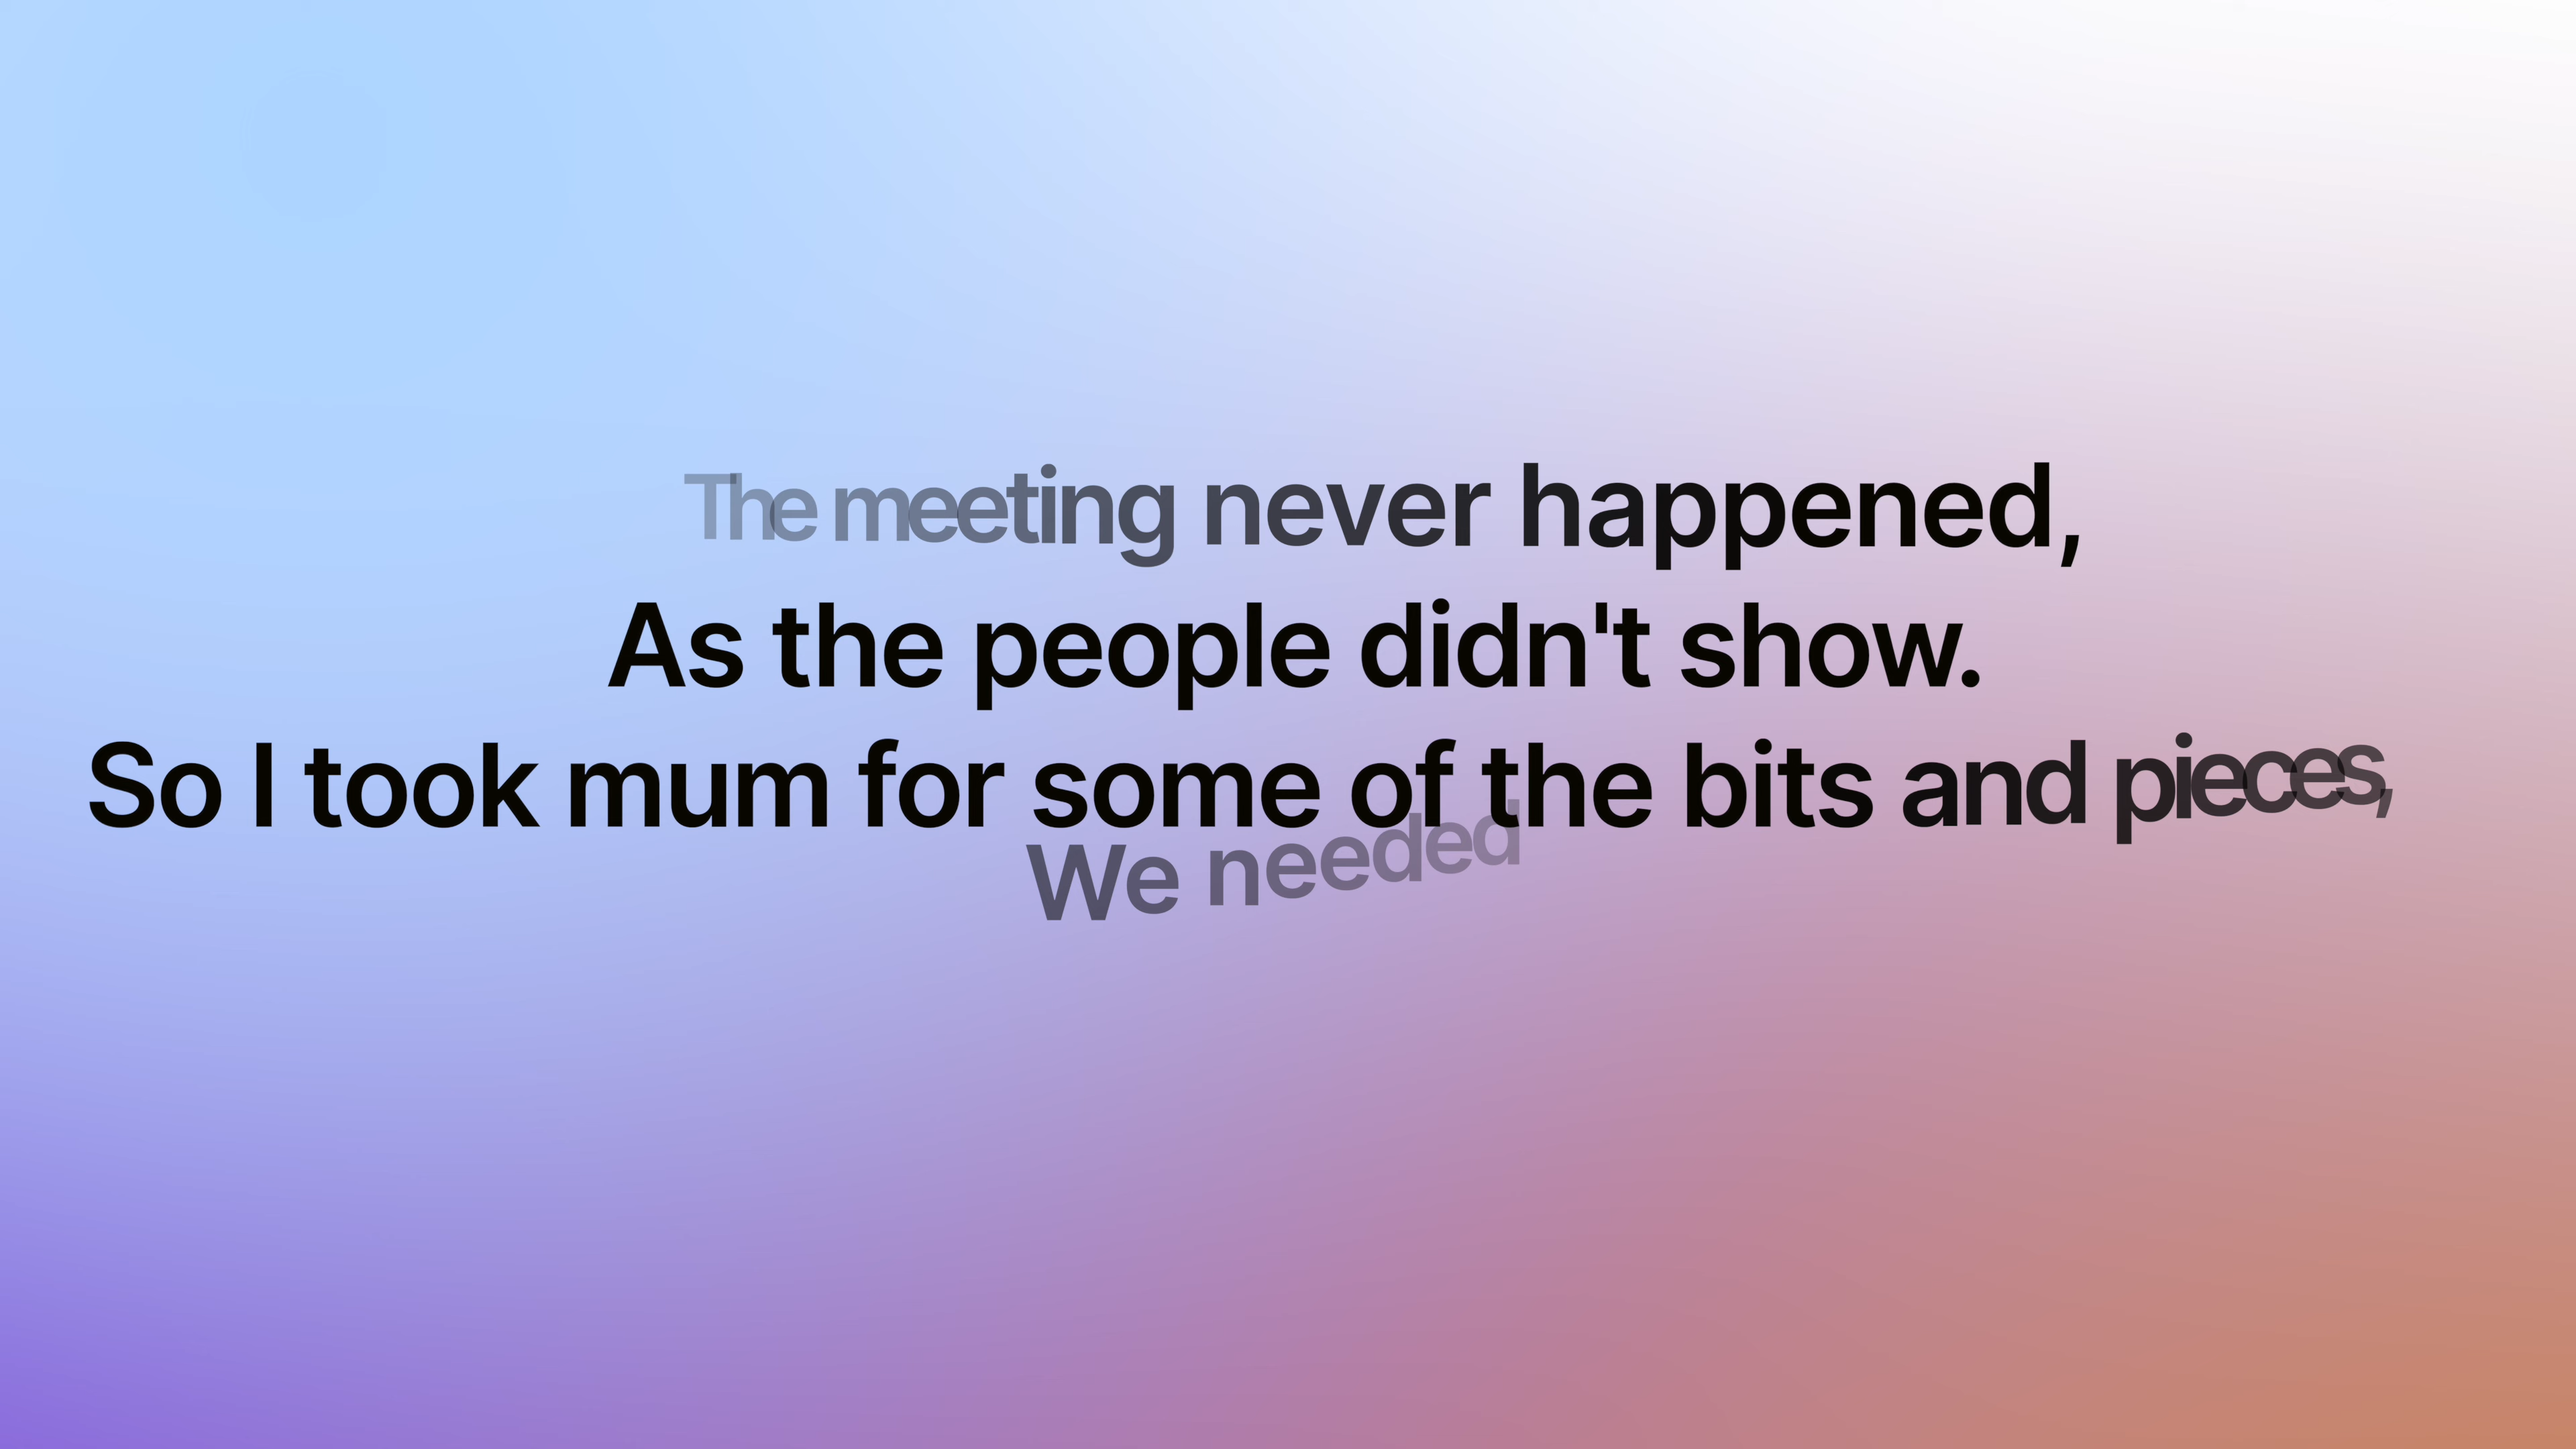 The meeting never happened,
As the people didn't show.
So I took mum for some of the bits and pieces,
We needed